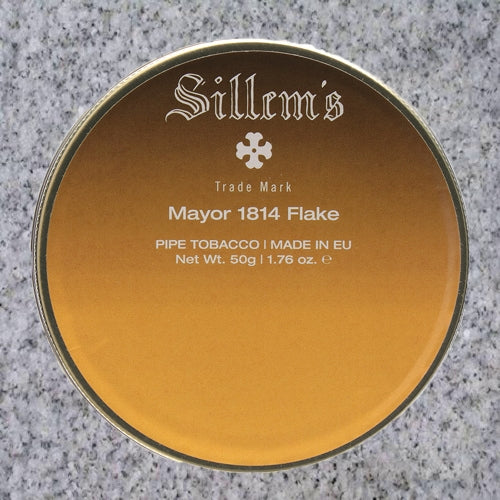 Sillem's
Trade Mark
Mayor 1814 Flake
PIPE TOBACCO | MADE IN EU
Net Wt. 50g | 1.76 oz. ℮